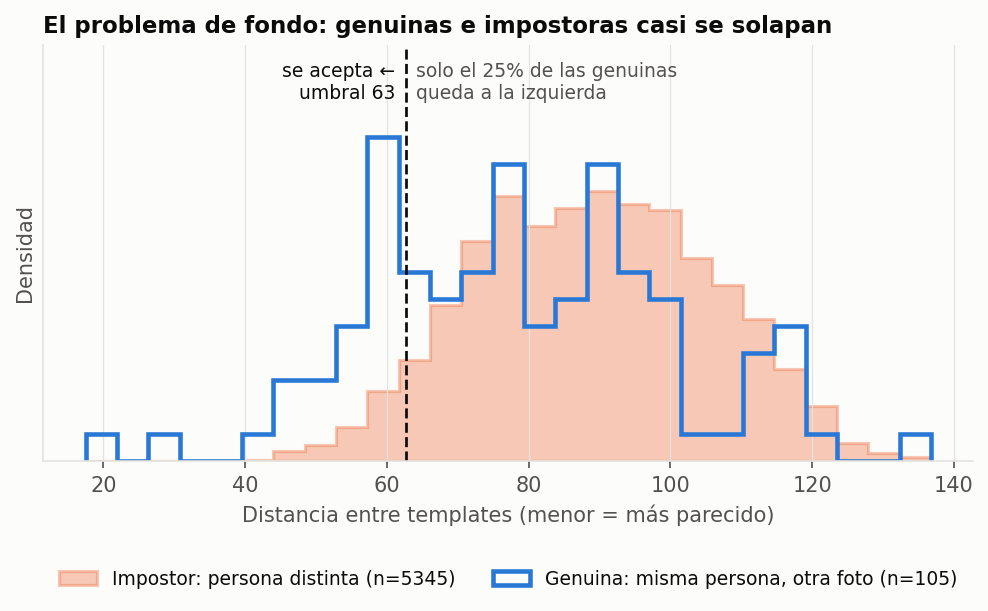 El problema de fondo: genuinas e impostoras casi se solapan
se acepta ←
umbral 63
solo el 25% de las genuinas
queda a la izquierda
Densidad
20 40 60 80 100 120 140
Distancia entre templates (menor = más parecido)
Impostor: persona distinta (n=5345)
Genuina: misma persona, otra foto (n=105)